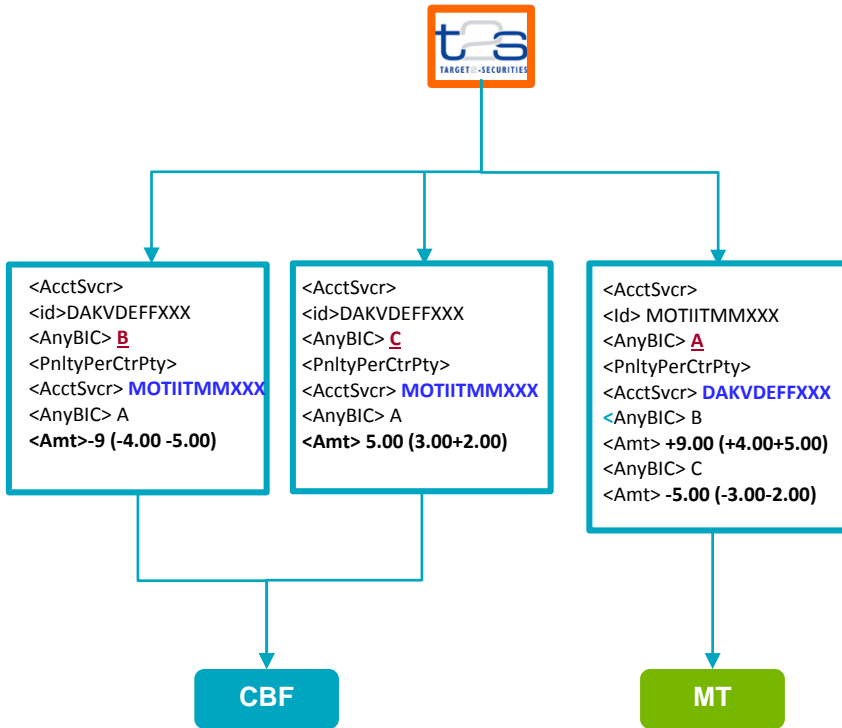 t2s
TARGET2-SECURITIES
<AcctSvcr>
<id>DAKVDEFFXXX
<AnyBIC> B
<PnltyPerCtrPty>
<AcctSvcr> MOTIITMMXXX
<AnyBIC> A
<Amt>-9 (-4.00 -5.00)
<AcctSvcr>
<id>DAKVDEFFXXX
<AnyBIC> C
<PnltyPerCtrPty>
<AcctSvcr> MOTIITMMXXX
<AnyBIC> A
<Amt> 5.00 (3.00+2.00)
<AcctSvcr>
<Id> MOTIITMMXXX
<AnyBIC> A
<PnltyPerCtrPty>
<AcctSvcr> DAKVDEFFXXX
<AnyBIC> B
<Amt> +9.00 (+4.00+5.00)
<AnyBIC> C
<Amt> -5.00 (-3.00-2.00)
CBF
MT